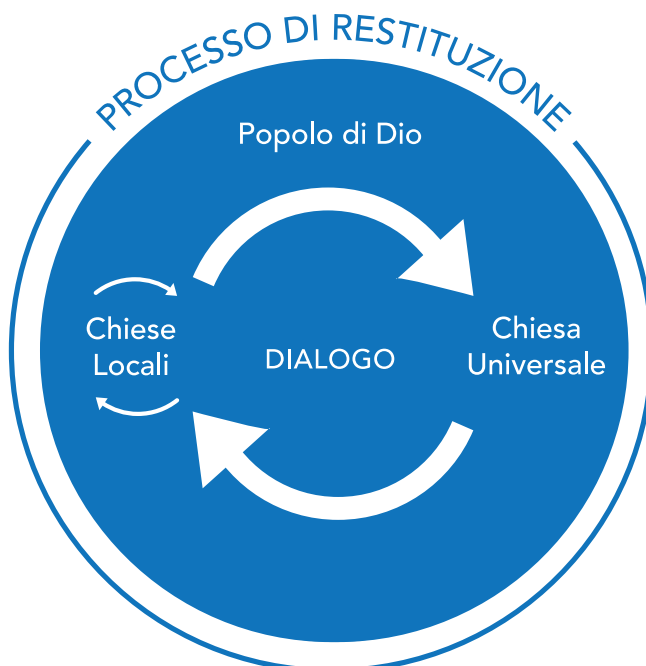 PROCESSO DI RESTITUZIONE
Popolo di Dio
Chiese
Locali
DIALOGO
Chiesa
Universale